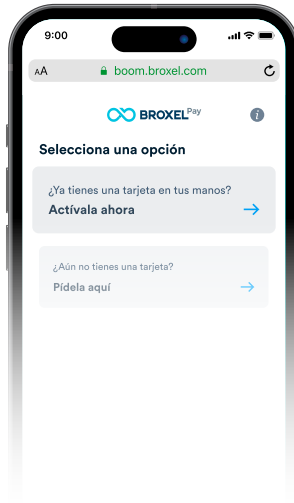 9:00
AA boom.broxel.com
BROXEL Pay
i
Selecciona una opción
¿Ya tienes una tarjeta en tus manos?
Actívala ahora
¿Aún no tienes una tarjeta?
Pídela aquí